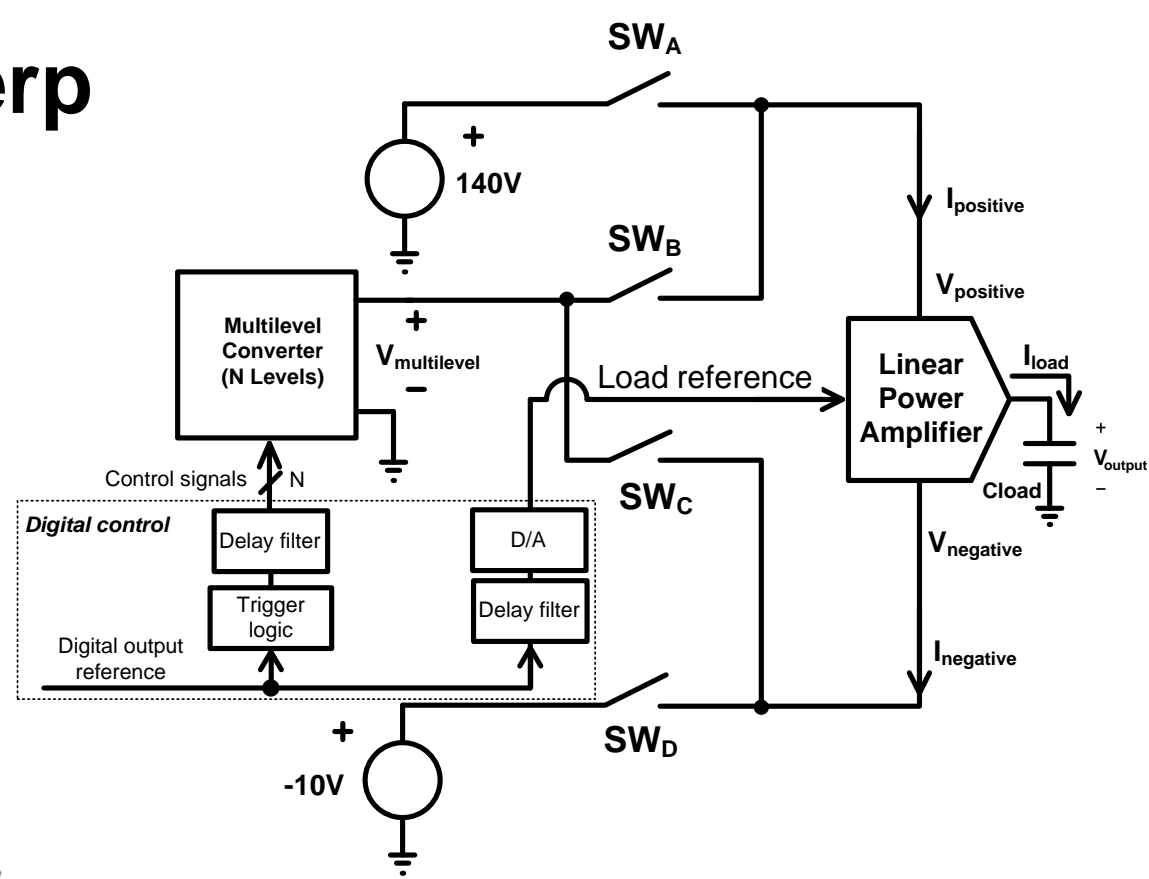 erp
SWA
+
140V
Ipositive
SWB
Vpositive
Multilevel
Converter
(N Levels)
+
Vmultilevel
−
Load reference
Linear
Power
Amplifier
Iload
+
Voutput
−
Cload
Control signals
N
SWC
Digital control
Delay filter
D/A
Vnegative
Trigger
logic
Delay filter
Digital output
reference
Inegative
+
SWD
-10V